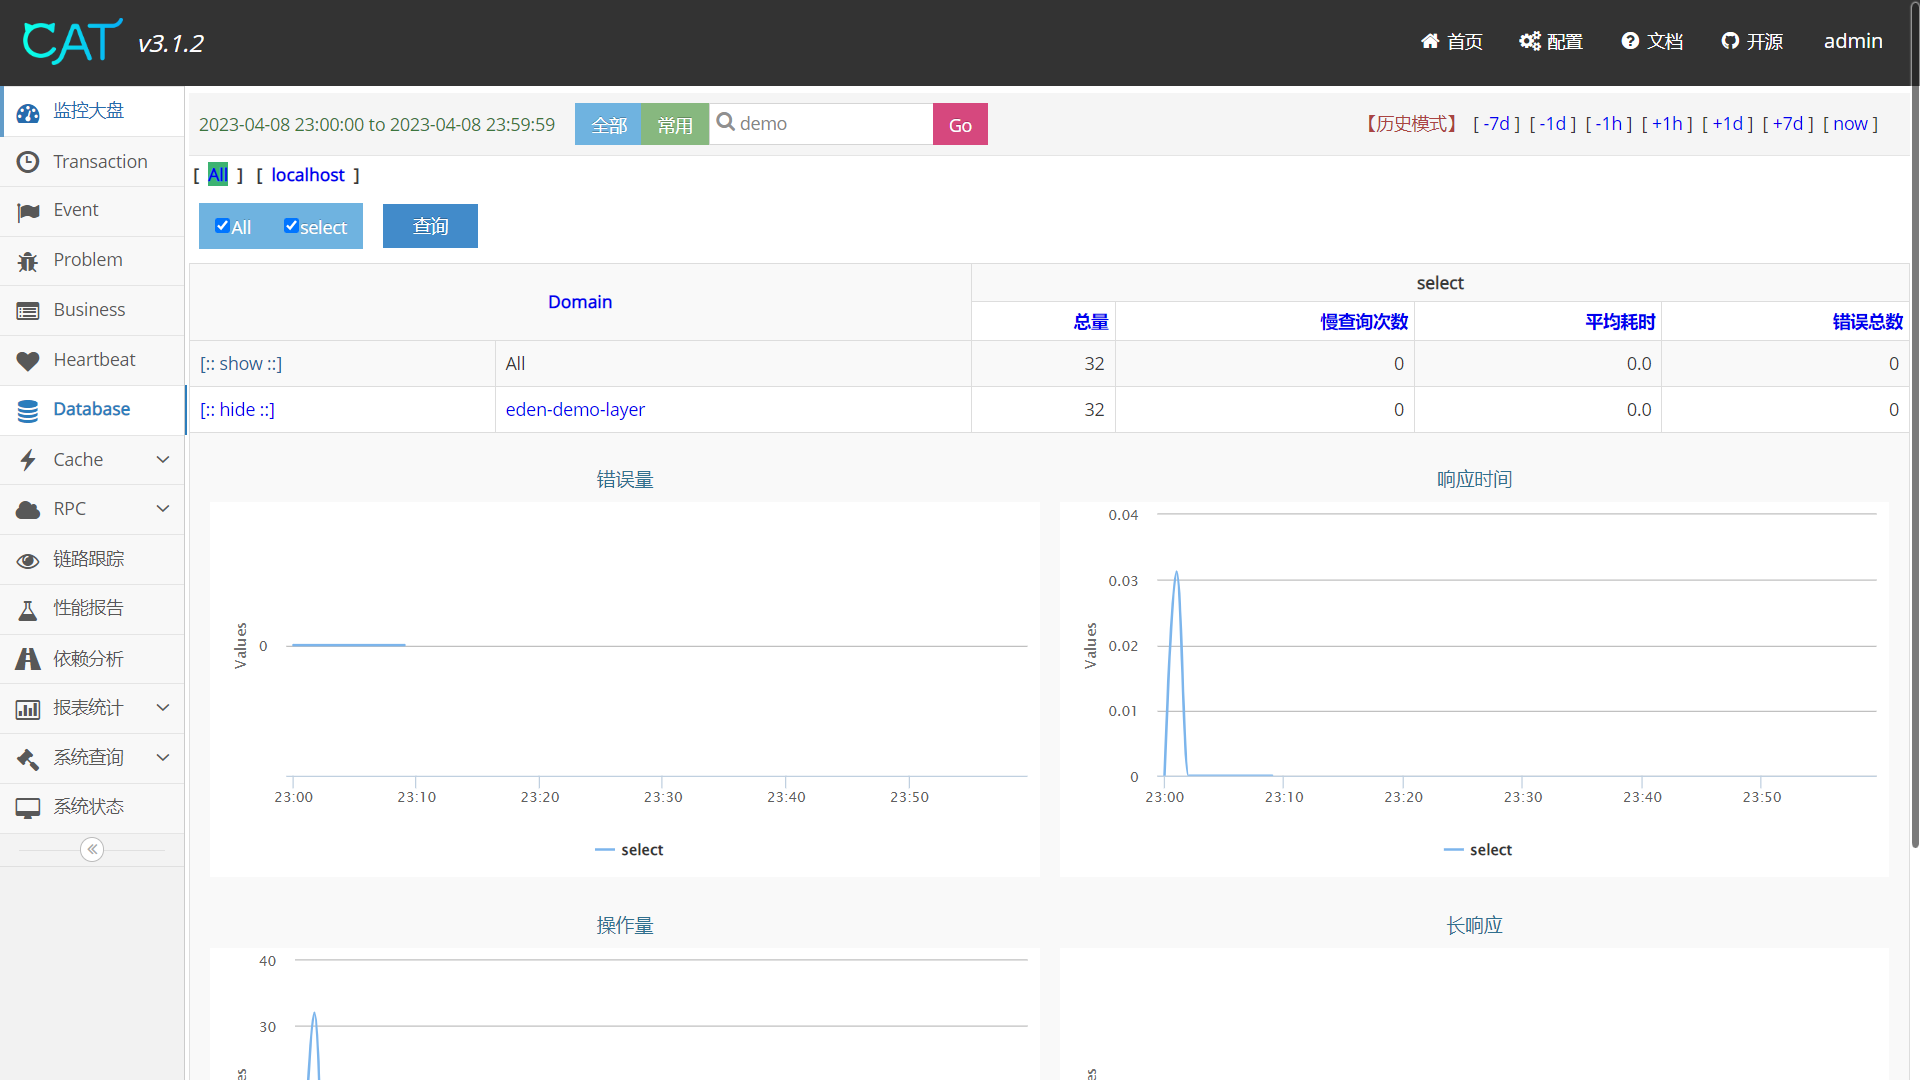 CAT v3.1.2 首页 配置 文档 开源 admin
监控大盘
Transaction
Event
Problem
Business
Heartbeat
Database
Cache
RPC
链路跟踪
性能报告
依赖分析
报表统计
系统查询
系统状态
2023-04-08 23:00:00 to 2023-04-08 23:59:59 全部 常用 demo Go 【历史模式】 [ -7d ] [ -1d ] [ -1h ] [ +1h ] [ +1d ] [ +7d ] [ now ]
[ All ] [ localhost ]
All select 查询
Domain select
总量 慢查询次数 平均耗时 错误总数
[:: show ::] All 32 0 0.0 0
[:: hide ::] eden-demo-layer 32 0 0.0 0
错误量
Values
0
23:00 23:10 23:20 23:30 23:40 23:50
select
响应时间
Values
0.04
0.03
0.02
0.01
0
23:00 23:10 23:20 23:30 23:40 23:50
select
操作量
40
30
长响应